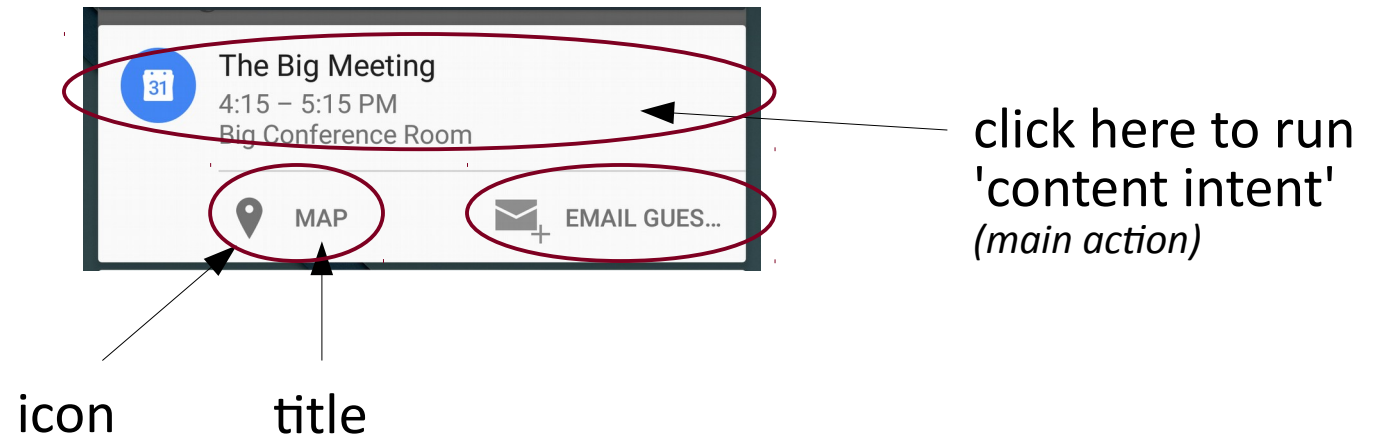 31
The Big Meeting
4:15 – 5:15 PM
Big Conference Room
MAP
EMAIL GUES...
click here to run
'content intent'
(main action)
icon
title